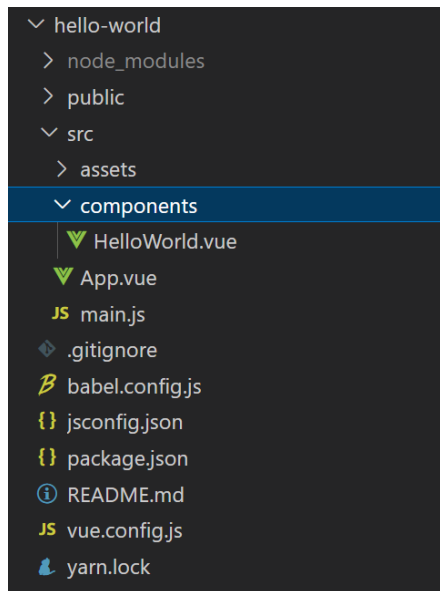 hello-world
node_modules
public
src
assets
components
HelloWorld.vue
App.vue
JS main.js
.gitignore
babel.config.js
{} jsconfig.json
{} package.json
README.md
JS vue.config.js
yarn.lock